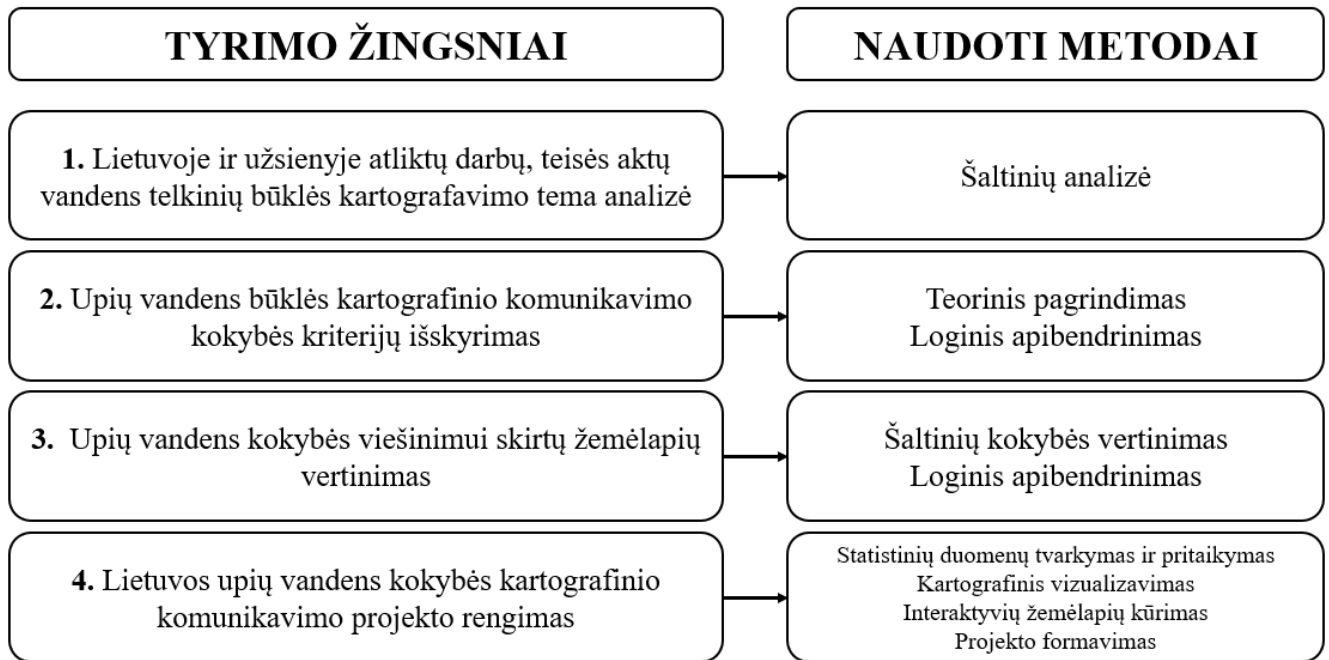 TYRIMO ŽINGSNIAI
NAUDOTI METODAI
1. Lietuvoje ir užsienyje atliktų darbų, teisės aktų
vandens telkinių būklės kartografavimo tema analizė
Šaltinių analizė
2. Upių vandens būklės kartografinio komunikavimo
kokybės kriterijų išskyrimas
Teorinis pagrindimas
Loginis apibendrinimas
3. Upių vandens kokybės viešinimui skirtų žemėlapių
vertinimas
Šaltinių kokybės vertinimas
Loginis apibendrinimas
4. Lietuvos upių vandens kokybės kartografinio
komunikavimo projekto rengimas
Statistinių duomenų tvarkymas ir pritaikymas
Kartografinis vizualizavimas
Interaktyvių žemėlapių kūrimas
Projekto formavimas